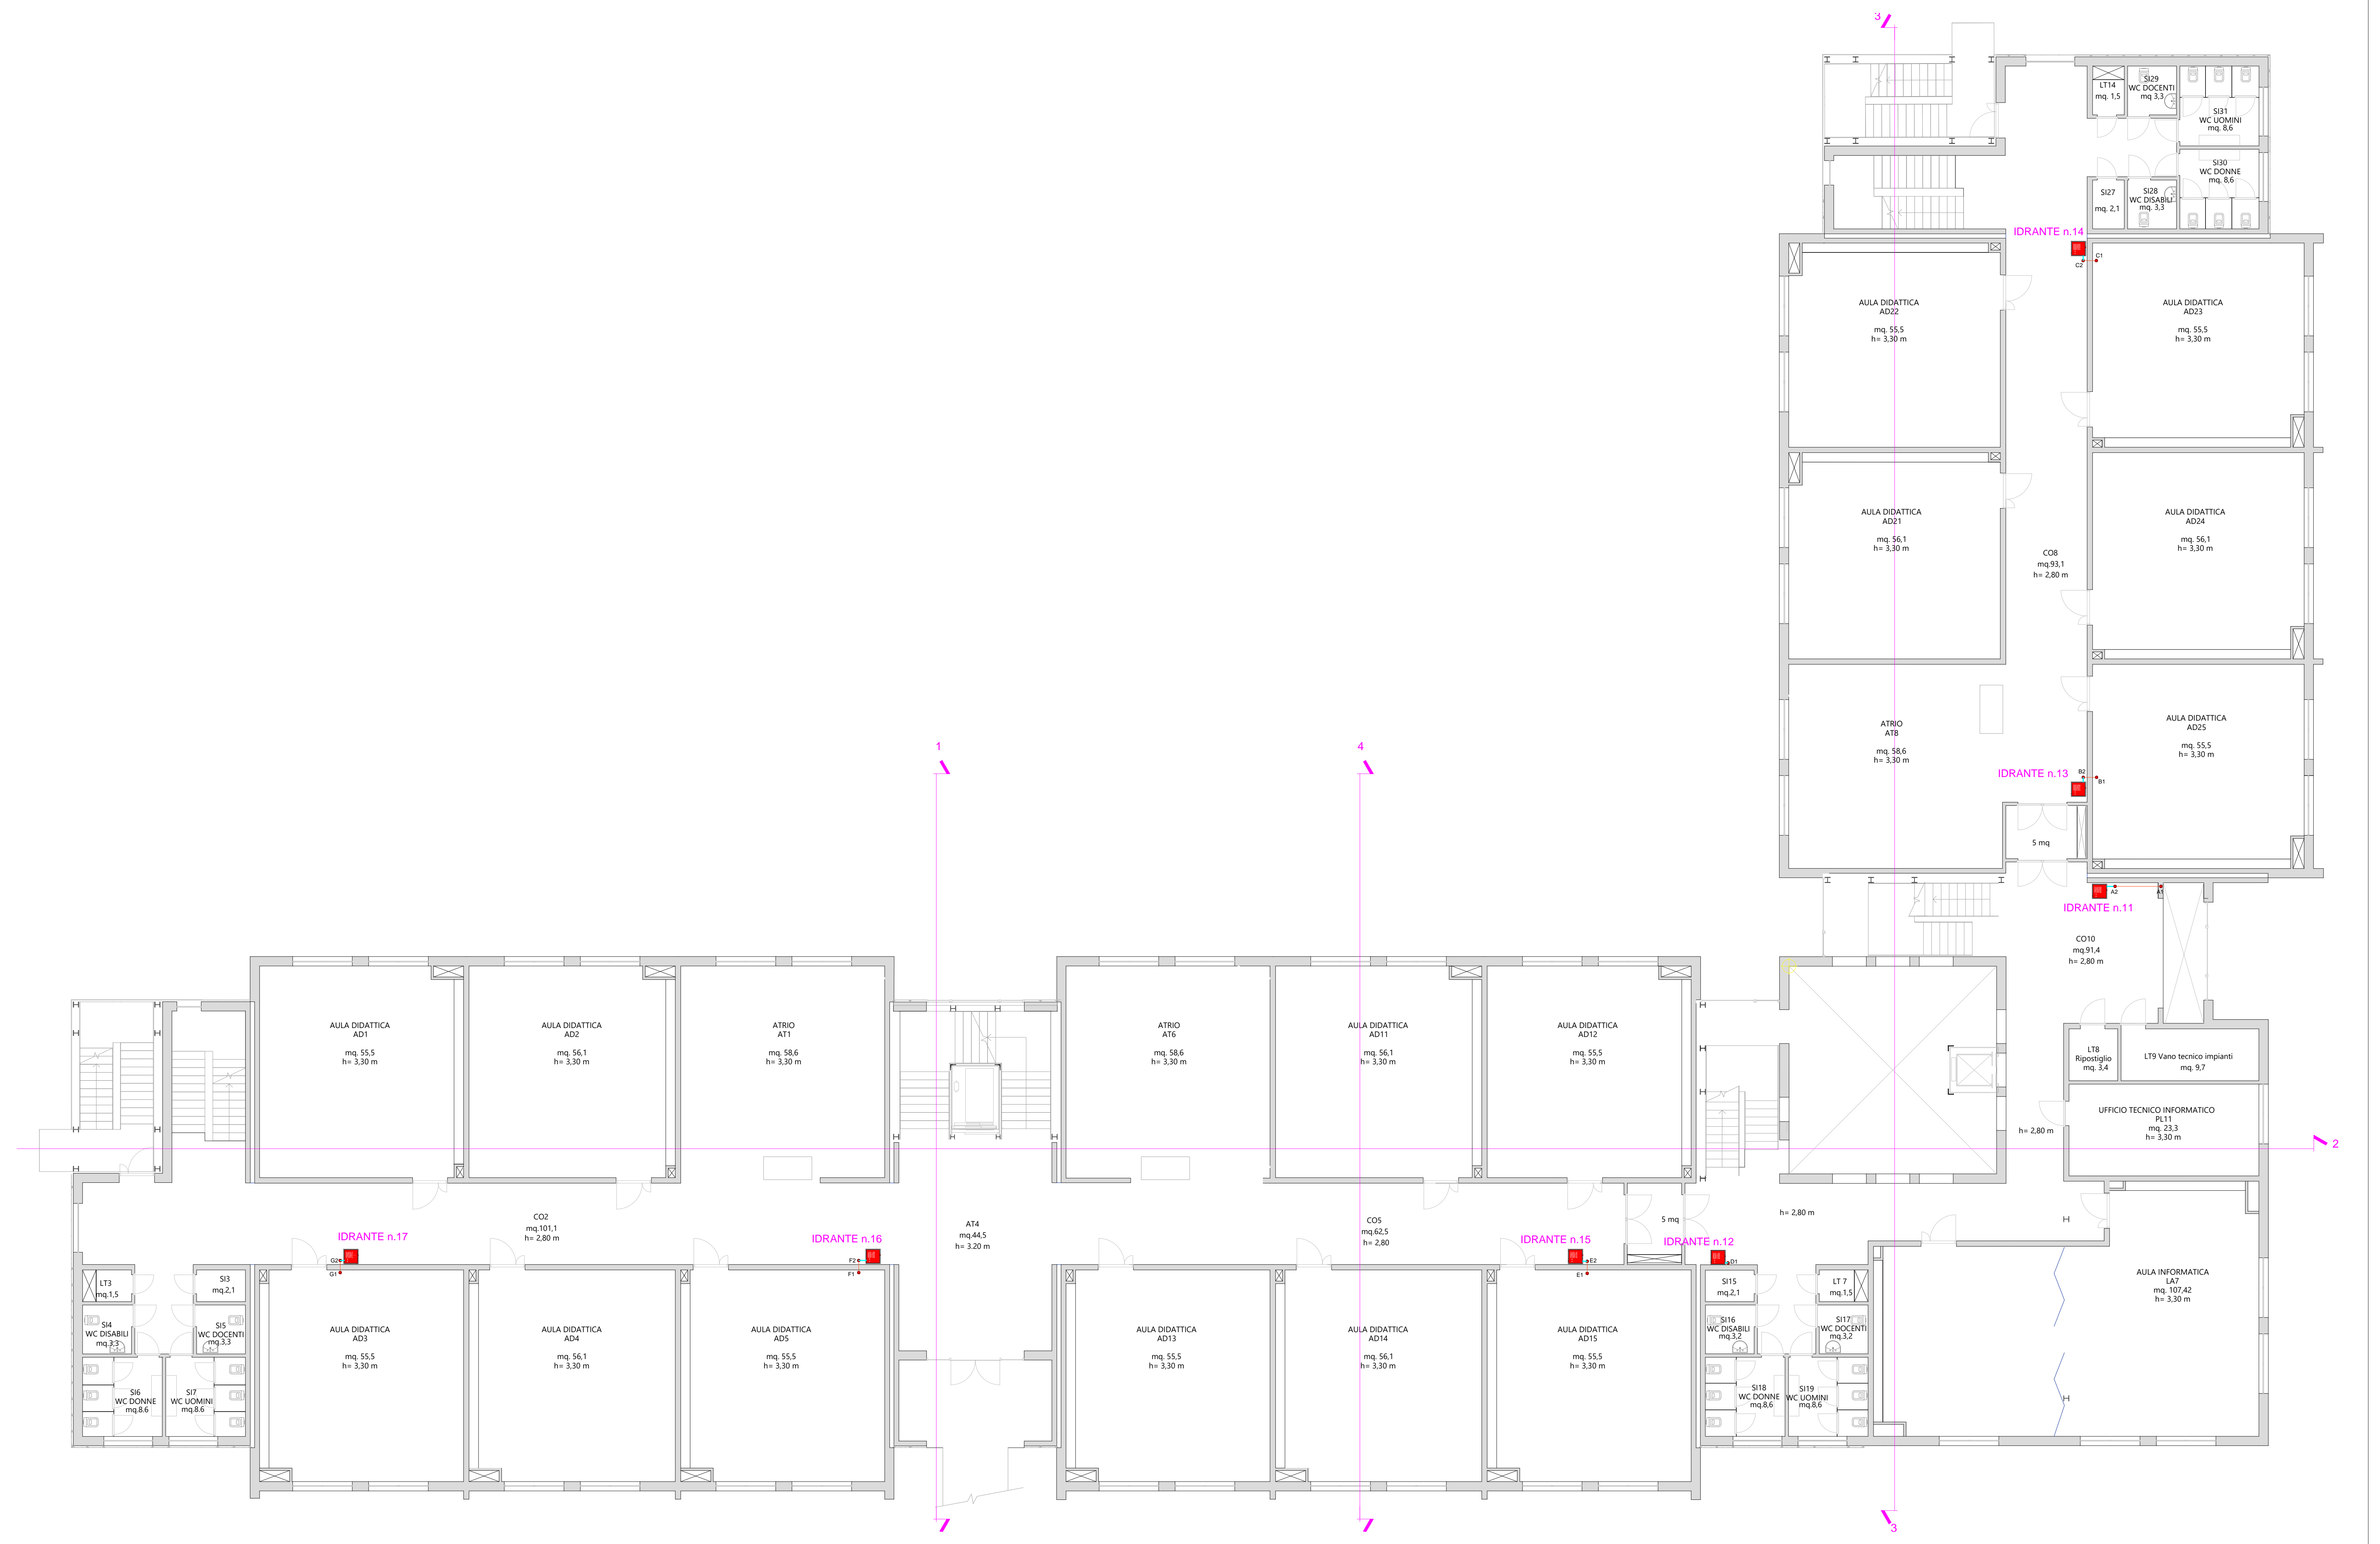 3
LT14
mq. 1,5
SI29
WC DOCENTI
mq 3,3
SI31
WC UOMINI
mq. 8,6
SI30
WC DONNE
mq. 8,6
SI27
mq. 2,1
SI28
WC DISABILI
mq. 3,3
IDRANTE n.14
C2
C1
AULA DIDATTICA
AD22
mq. 55,5
h= 3,30 m
AULA DIDATTICA
AD23
mq. 55,5
h= 3,30 m
AULA DIDATTICA
AD21
mq. 56,1
h= 3,30 m
AULA DIDATTICA
AD24
mq. 56,1
h= 3,30 m
CO8
mq.93,1
h= 2,80 m
ATRIO
AT8
mq. 58,6
h= 3,30 m
AULA DIDATTICA
AD25
mq. 55,5
h= 3,30 m
IDRANTE n.13
B2
B1
5 mq
A2
A1
IDRANTE n.11
CO10
mq.91,4
h= 2,80 m
1
4
AULA DIDATTICA
AD1
mq. 55,5
h= 3,30 m
AULA DIDATTICA
AD2
mq. 56,1
h= 3,30 m
ATRIO
AT1
mq. 58,6
h= 3,30 m
ATRIO
AT6
mq. 58,6
h= 3,30 m
AULA DIDATTICA
AD11
mq. 56,1
h= 3,30 m
AULA DIDATTICA
AD12
mq. 55,5
h= 3,30 m
LT8
Ripostiglio
mq. 3,4
LT9 Vano tecnico impianti
mq. 9,7
UFFICIO TECNICO INFORMATICO
PL11
mq. 23,3
h= 3,30 m
h= 2,80 m
2
CO2
mq.101,1
h= 2,80 m
IDRANTE n.17
G2
G1
IDRANTE n.16
F2
F1
AT4
mq.44,5
h= 3.20 m
CO5
mq.62,5
h= 2,80
IDRANTE n.15
E2
E1
5 mq
IDRANTE n.12
D1
h= 2,80 m
LT3
mq.1,5
SI3
mq.2,1
SI4
WC DISABILI
mq.3,3
SI5
WC DOCENTI
mq.3,3
SI6
WC DONNE
mq.8.6
SI7
WC UOMINI
mq.8.6
AULA DIDATTICA
AD3
mq. 55,5
h= 3,30 m
AULA DIDATTICA
AD4
mq. 56,1
h= 3,30 m
AULA DIDATTICA
AD5
mq. 55,5
h= 3,30 m
AULA DIDATTICA
AD13
mq. 55,5
h= 3,30 m
AULA DIDATTICA
AD14
mq. 56,1
h= 3,30 m
AULA DIDATTICA
AD15
mq. 55,5
h= 3,30 m
SI15
mq.2,1
LT 7
mq.1,5
SI16
WC DISABILI
mq.3,2
SI17
WC DOCENTI
mq.3,2
SI18
WC DONNE
mq.8,6
SI19
WC UOMINI
mq.8,6
AULA INFORMATICA
LA7
mq. 107,42
h= 3,30 m
3